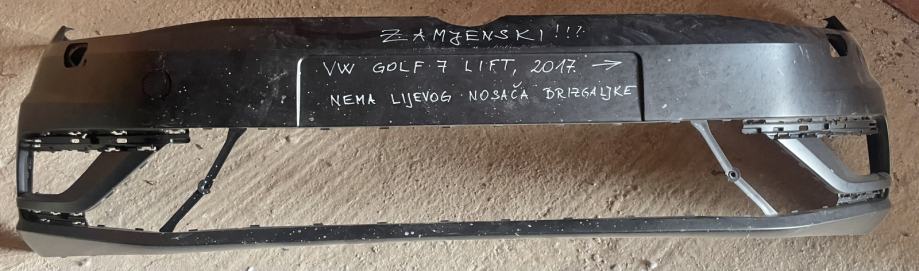 ZAMJENSKI!!!
VW GOLF 7 LIFT, 2017. →
NEMA LIJEVOG NOSAČA BRIZGALJKE